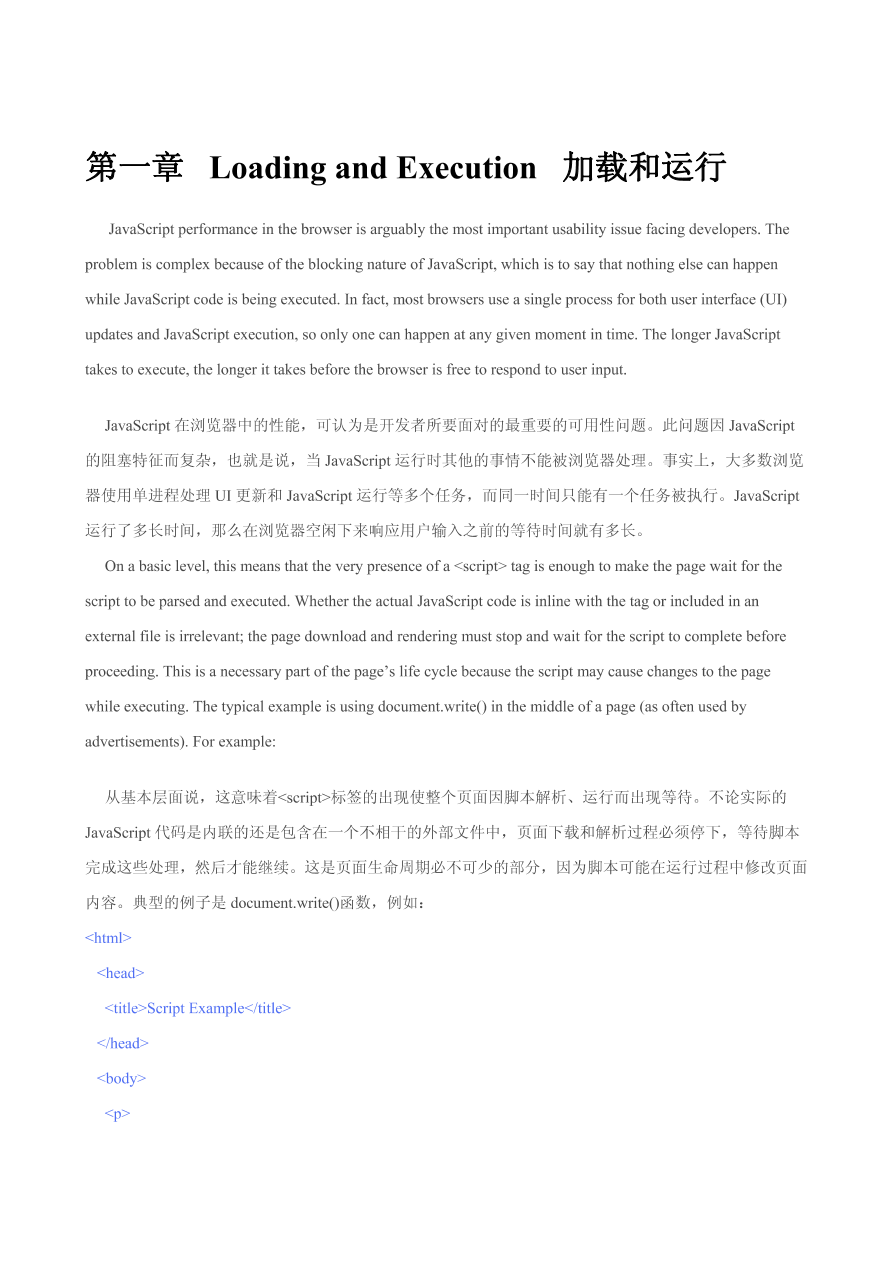 第一章 Loading and Execution 加载和运行
JavaScript performance in the browser is arguably the most important usability issue facing developers. The
problem is complex because of the blocking nature of JavaScript, which is to say that nothing else can happen
while JavaScript code is being executed. In fact, most browsers use a single process for both user interface (UI)
updates and JavaScript execution, so only one can happen at any given moment in time. The longer JavaScript
takes to execute, the longer it takes before the browser is free to respond to user input.
JavaScript 在浏览器中的性能，可认为是开发者所要面对的最重要的可用性问题。此问题因 JavaScript
的阻塞特征而复杂，也就是说，当 JavaScript 运行时其他的事情不能被浏览器处理。事实上，大多数浏览
器使用单进程处理 UI 更新和 JavaScript 运行等多个任务，而同一时间只能有一个任务被执行。JavaScript
运行了多长时间，那么在浏览器空闲下来响应用户输入之前的等待时间就有多长。
On a basic level, this means that the very presence of a <script> tag is enough to make the page wait for the
script to be parsed and executed. Whether the actual JavaScript code is inline with the tag or included in an
external file is irrelevant; the page download and rendering must stop and wait for the script to complete before
proceeding. This is a necessary part of the page’s life cycle because the script may cause changes to the page
while executing. The typical example is using document.write() in the middle of a page (as often used by
advertisements). For example:
从基本层面说，这意味着<script>标签的出现使整个页面因脚本解析、运行而出现等待。不论实际的
JavaScript 代码是内联的还是包含在一个不相干的外部文件中，页面下载和解析过程必须停下，等待脚本
完成这些处理，然后才能继续。这是页面生命周期必不可少的部分，因为脚本可能在运行过程中修改页面
内容。典型的例子是 document.write()函数，例如：
<html>
<head>
<title>Script Example</title>
</head>
<body>
<p>